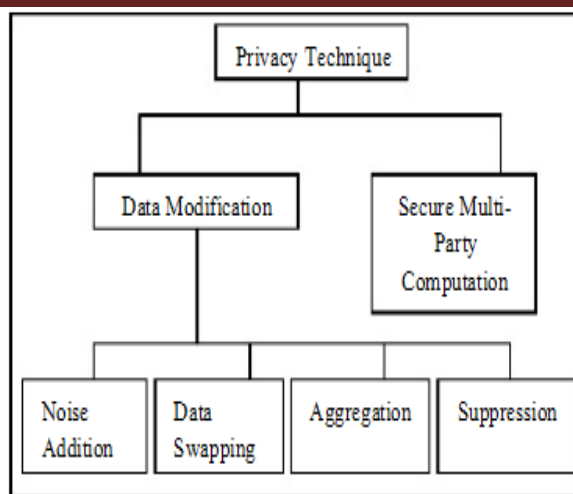 Privacy Technique
Data Modification
Secure Multi-
Party
Computation
Noise
Addition
Data
Swapping
Aggregation
Suppression